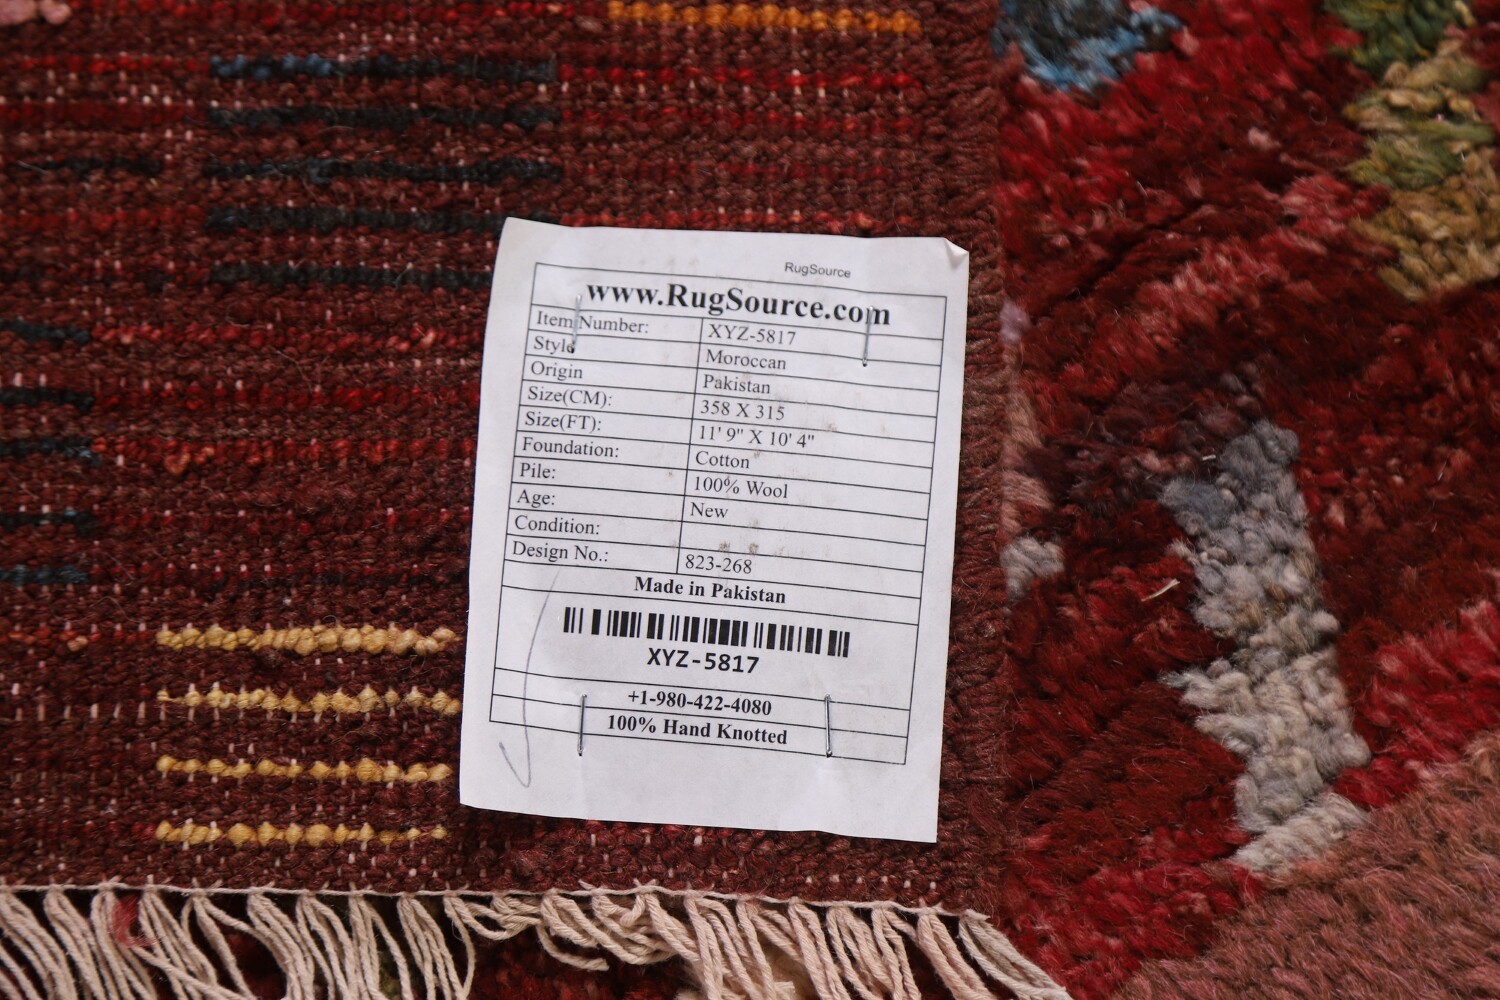 RugSource
www.RugSource.com
Item Number: XYZ-5817
Style Moroccan
Origin Pakistan
Size(CM): 358 X 315
Size(FT): 11' 9" X 10' 4"
Foundation: Cotton
Pile: 100% Wool
Age: New
Condition:
Design No.: 823-268
Made in Pakistan
XYZ-5817
+1-980-422-4080
100% Hand Knotted